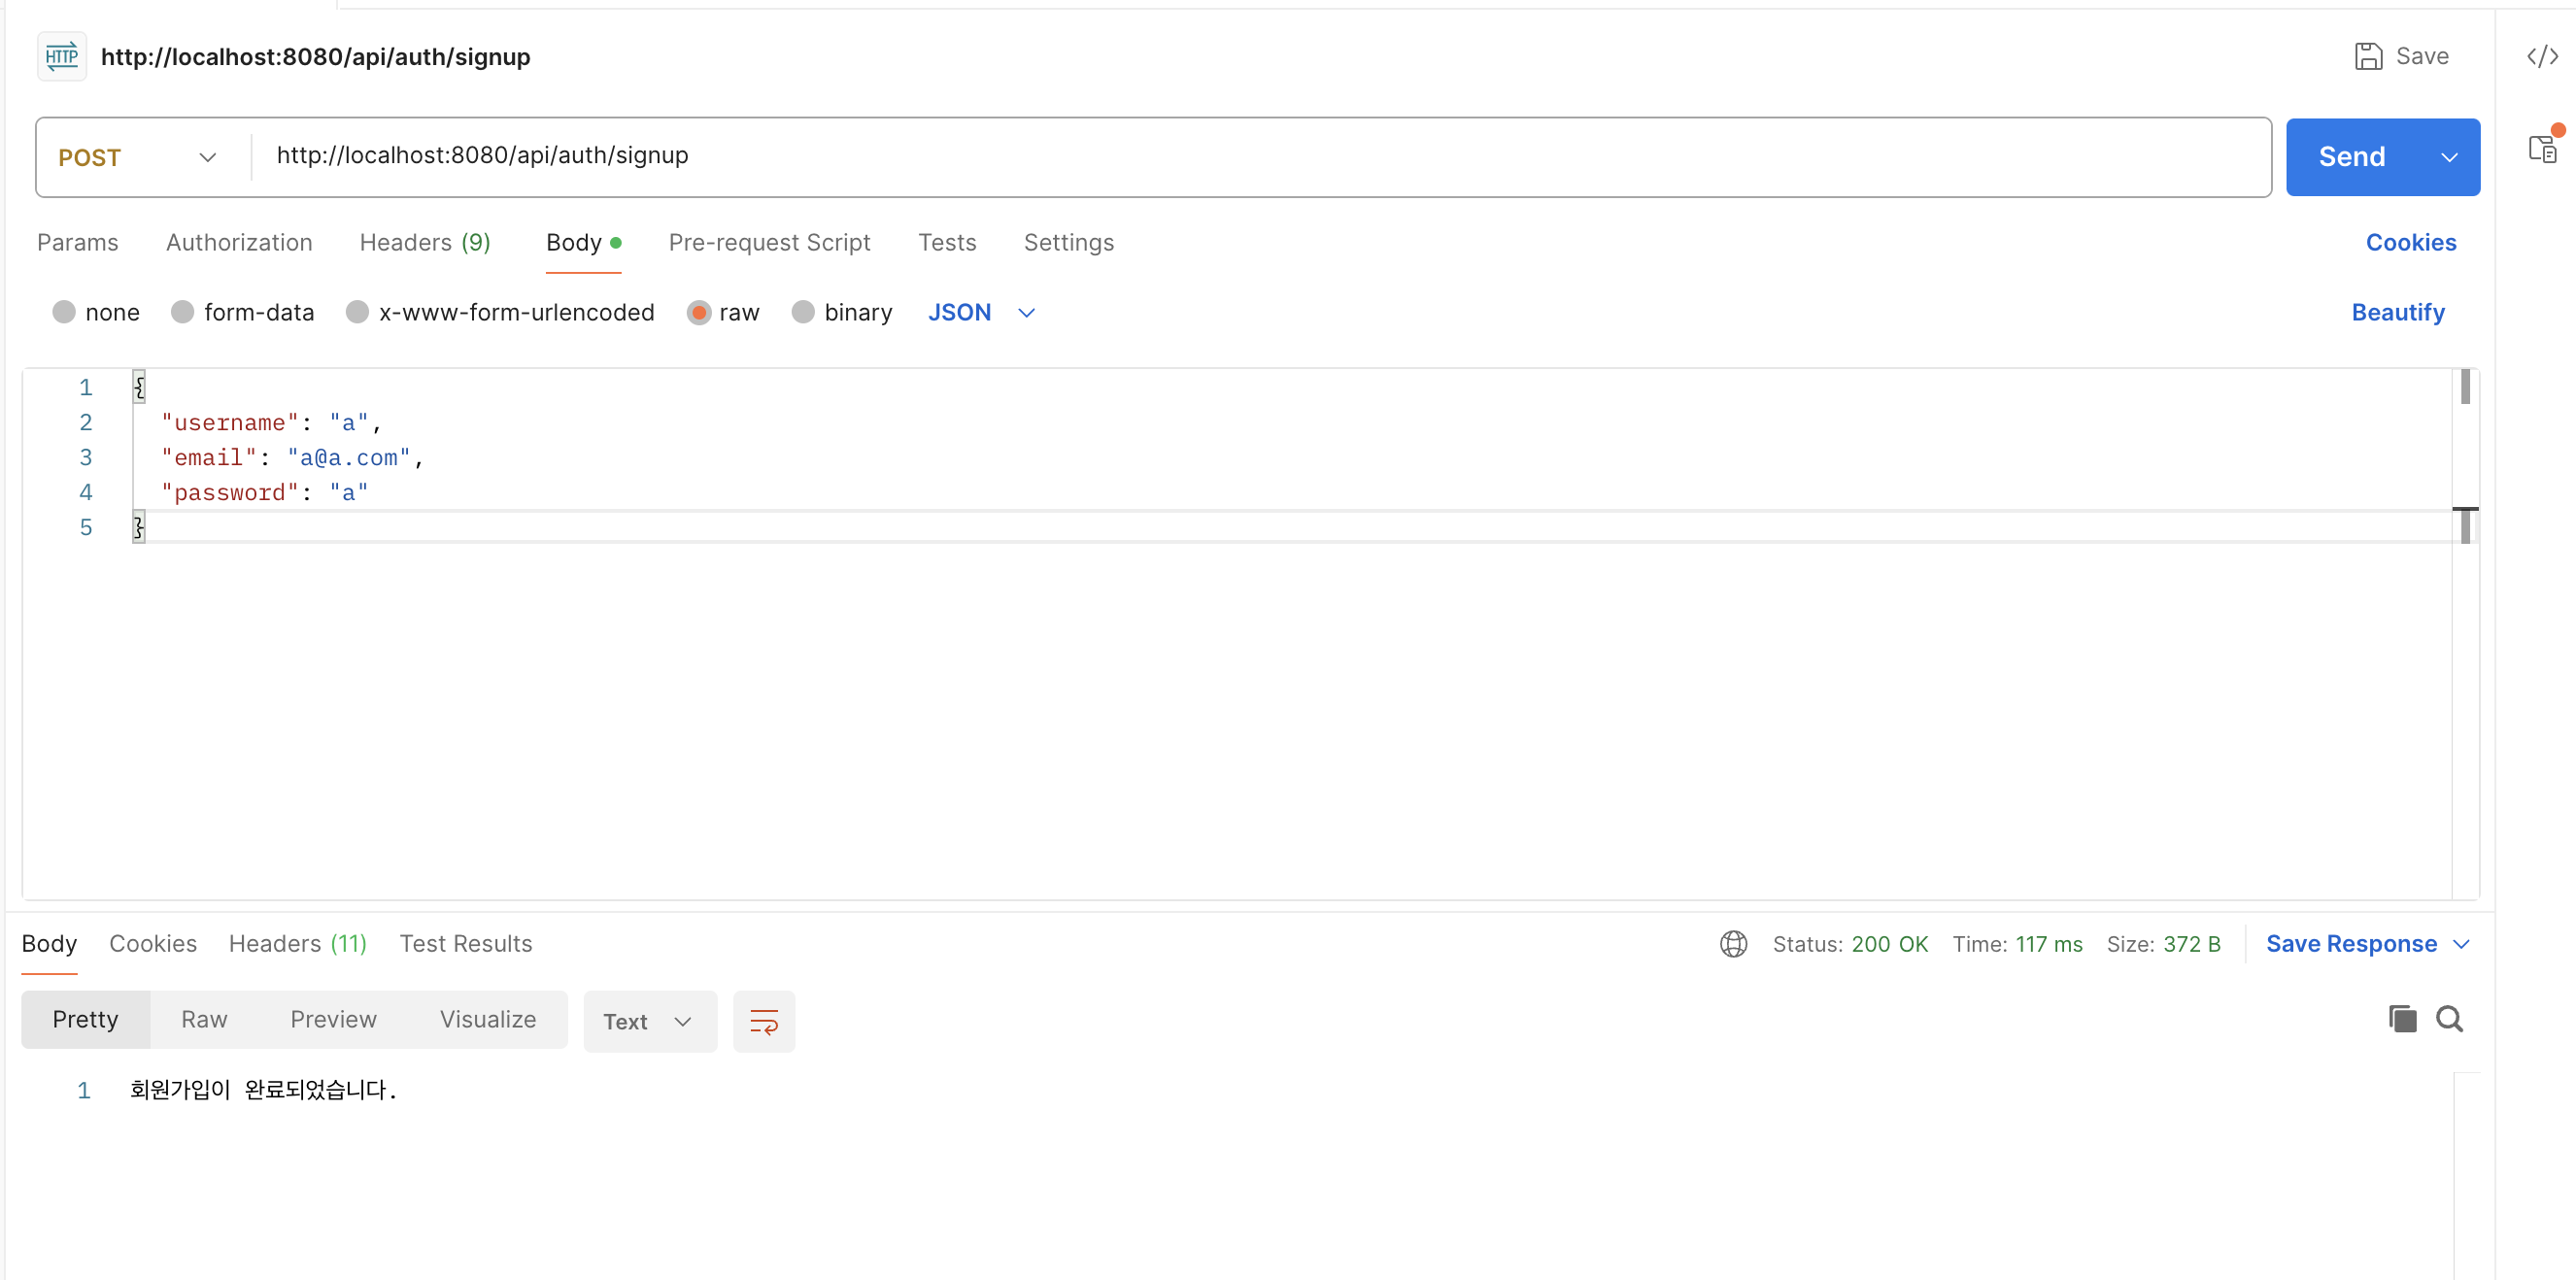 HTTP http://localhost:8080/api/auth/signup Save </>
POST http://localhost:8080/api/auth/signup Send
Params Authorization Headers (9) Body Pre-request Script Tests Settings Cookies
none form-data x-www-form-urlencoded raw binary JSON Beautify
1 {
2 "username": "a",
3 "email": "a@a.com",
4 "password": "a"
5 }
Body Cookies Headers (11) Test Results Status: 200 OK Time: 117 ms Size: 372 B Save Response
Pretty Raw Preview Visualize Text
1 회원가입이 완료되었습니다.